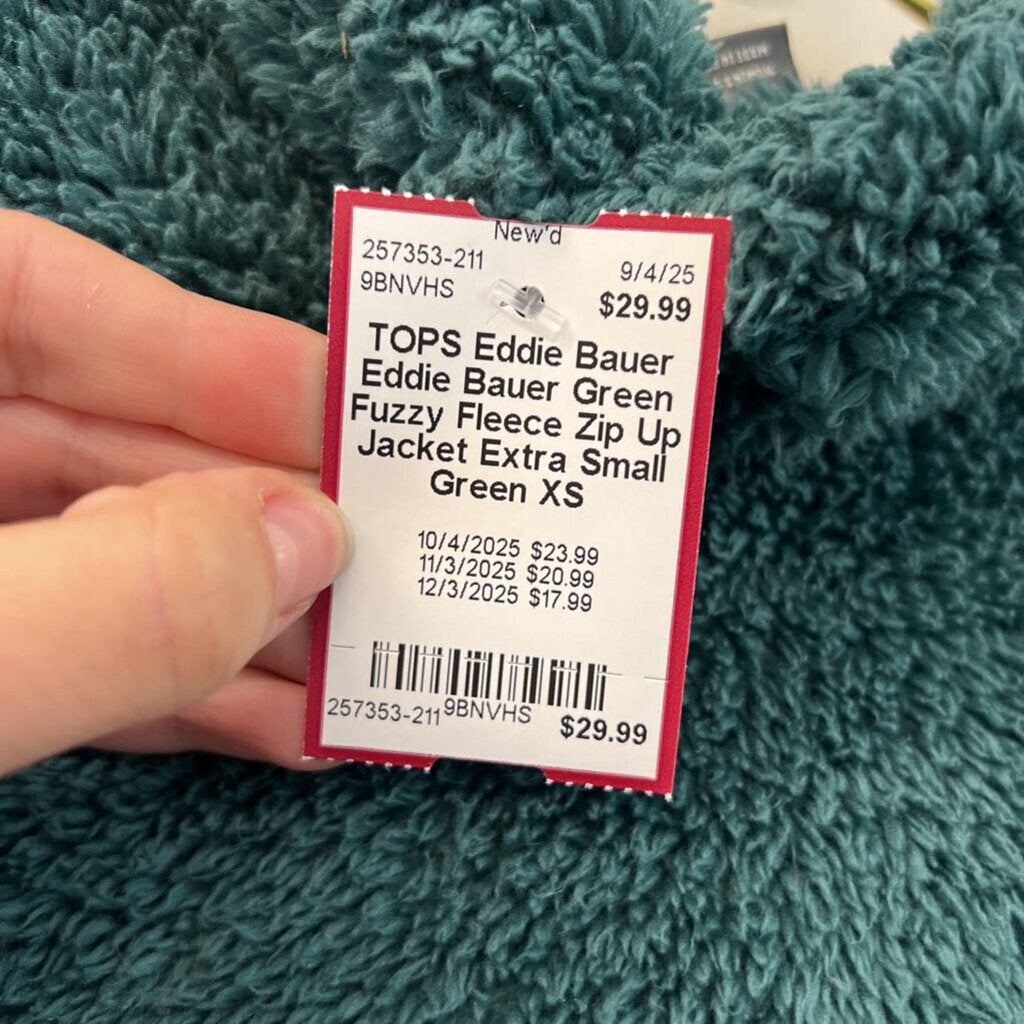 New'd
257353-211
9/4/25
9BNVHS
$29.99
TOPS Eddie Bauer
Eddie Bauer Green
Fuzzy Fleece Zip Up
Jacket Extra Small
Green XS
10/4/2025 $23.99
11/3/2025 $20.99
12/3/2025 $17.99
257353-211 9BNVHS $29.99